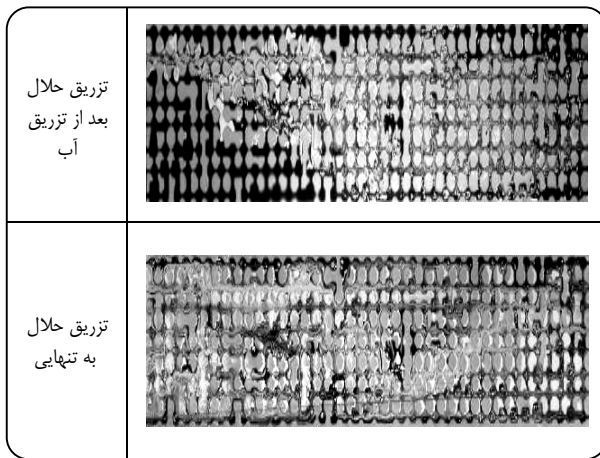 تزریق حلال
بعد از تزریق
آب
تزریق حلال
به تنهایی